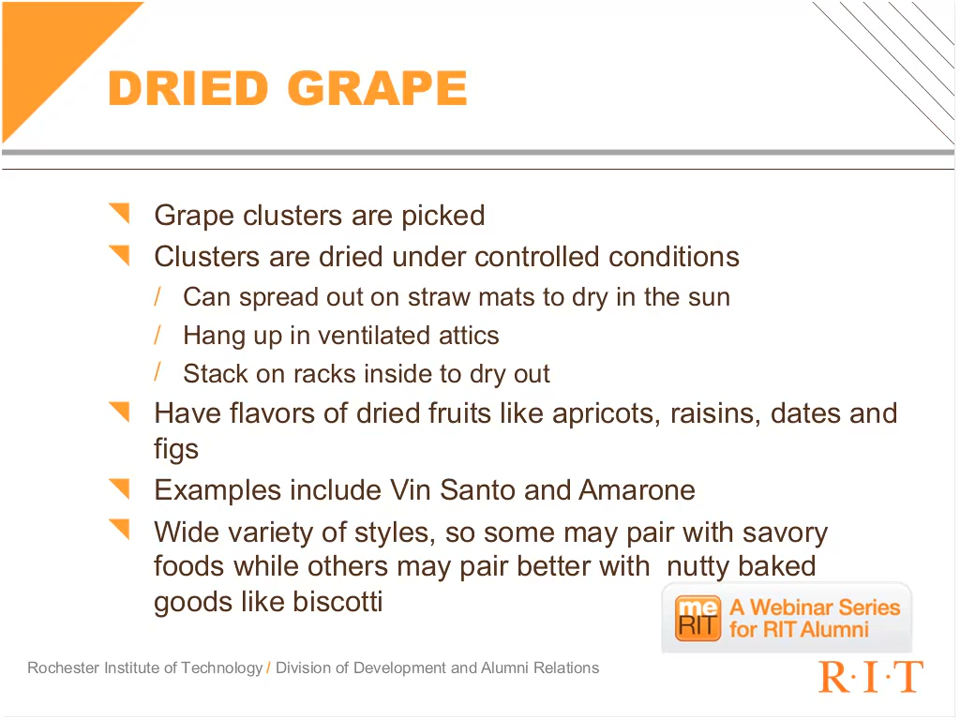 DRIED GRAPE
Grape clusters are picked
Clusters are dried under controlled conditions
/ Can spread out on straw mats to dry in the sun
/ Hang up in ventilated attics
/ Stack on racks inside to dry out
Have flavors of dried fruits like apricots, raisins, dates and
figs
Examples include Vin Santo and Amarone
Wide variety of styles, so some may pair with savory
foods while others may pair better with nutty baked
goods like biscotti
me
RIT
A Webinar Series
for RIT Alumni
Rochester Institute of Technology / Division of Development and Alumni Relations
R·I·T